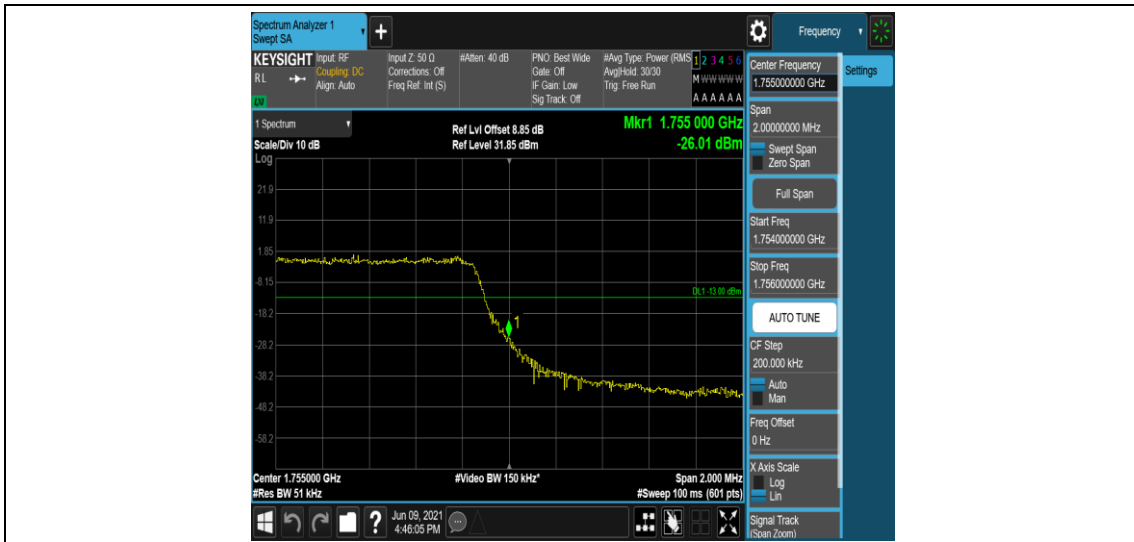 Spectrum Analyzer 1
Swept SA
+
Frequency
KEYSIGHT
RL
LXI
Input: RF
Coupling: DC
Align: Auto
Input Z: 50 Ω
Corrections: Off
Freq Ref: Int (S)
#Atten: 40 dB
PNO: Best Wide
Gate: Off
IF Gain: Low
Sig Track: Off
#Avg Type: Power (RMS
Avg|Hold: 30/30
Trig: Free Run
1 2 3 4 5 6
M W W W W W
A A A A A A
1 Spectrum
Scale/Div 10 dB
Ref Lvl Offset 8.85 dB
Ref Level 31.85 dBm
Mkr1 1.755 000 GHz
-26.01 dBm
Log
21.9
11.9
1.85
-8.15
DL1 -13.00 dBm
-18.2
1
-28.2
-38.2
-48.2
-58.2
Center 1.755000 GHz
#Video BW 150 kHz*
Span 2.000 MHz
#Res BW 51 kHz
#Sweep 100 ms (601 pts)
?
Jun 09, 2021
4:46:05 PM
Center Frequency
1.755000000 GHz
Settings
Span
2.00000000 MHz
Swept Span
Zero Span
Full Span
Start Freq
1.754000000 GHz
Stop Freq
1.756000000 GHz
AUTO TUNE
CF Step
200.000 kHz
Auto
Man
Freq Offset
0 Hz
X Axis Scale
Log
Lin
Signal Track
(Span Zoom)